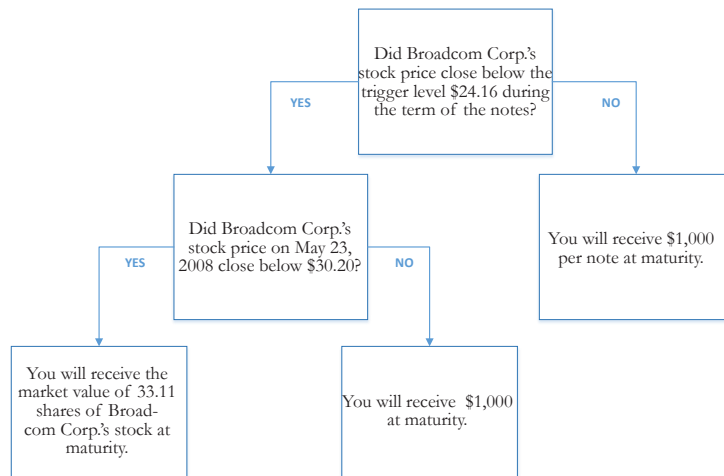 Did Broadcom Corp.'s
stock price close below the
trigger level $24.16 during
the term of the notes?
YES
NO
Did Broadcom Corp.'s
stock price on May 23,
2008 close below $30.20?
You will receive $1,000
per note at maturity.
YES
NO
You will receive the
market value of 33.11
shares of Broad-
com Corp.'s stock at
maturity.
You will receive $1,000
at maturity.